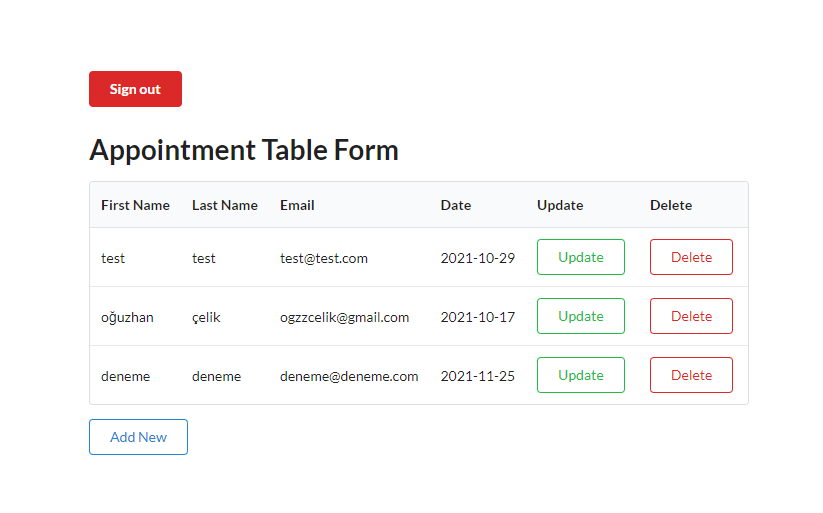 Sign out
Appointment Table Form
First Name Last Name Email Date Update Delete
test test test@test.com 2021-10-29 Update Delete
oğuzhan çelik ogzzcelik@gmail.com 2021-10-17 Update Delete
deneme deneme deneme@deneme.com 2021-11-25 Update Delete
Add New